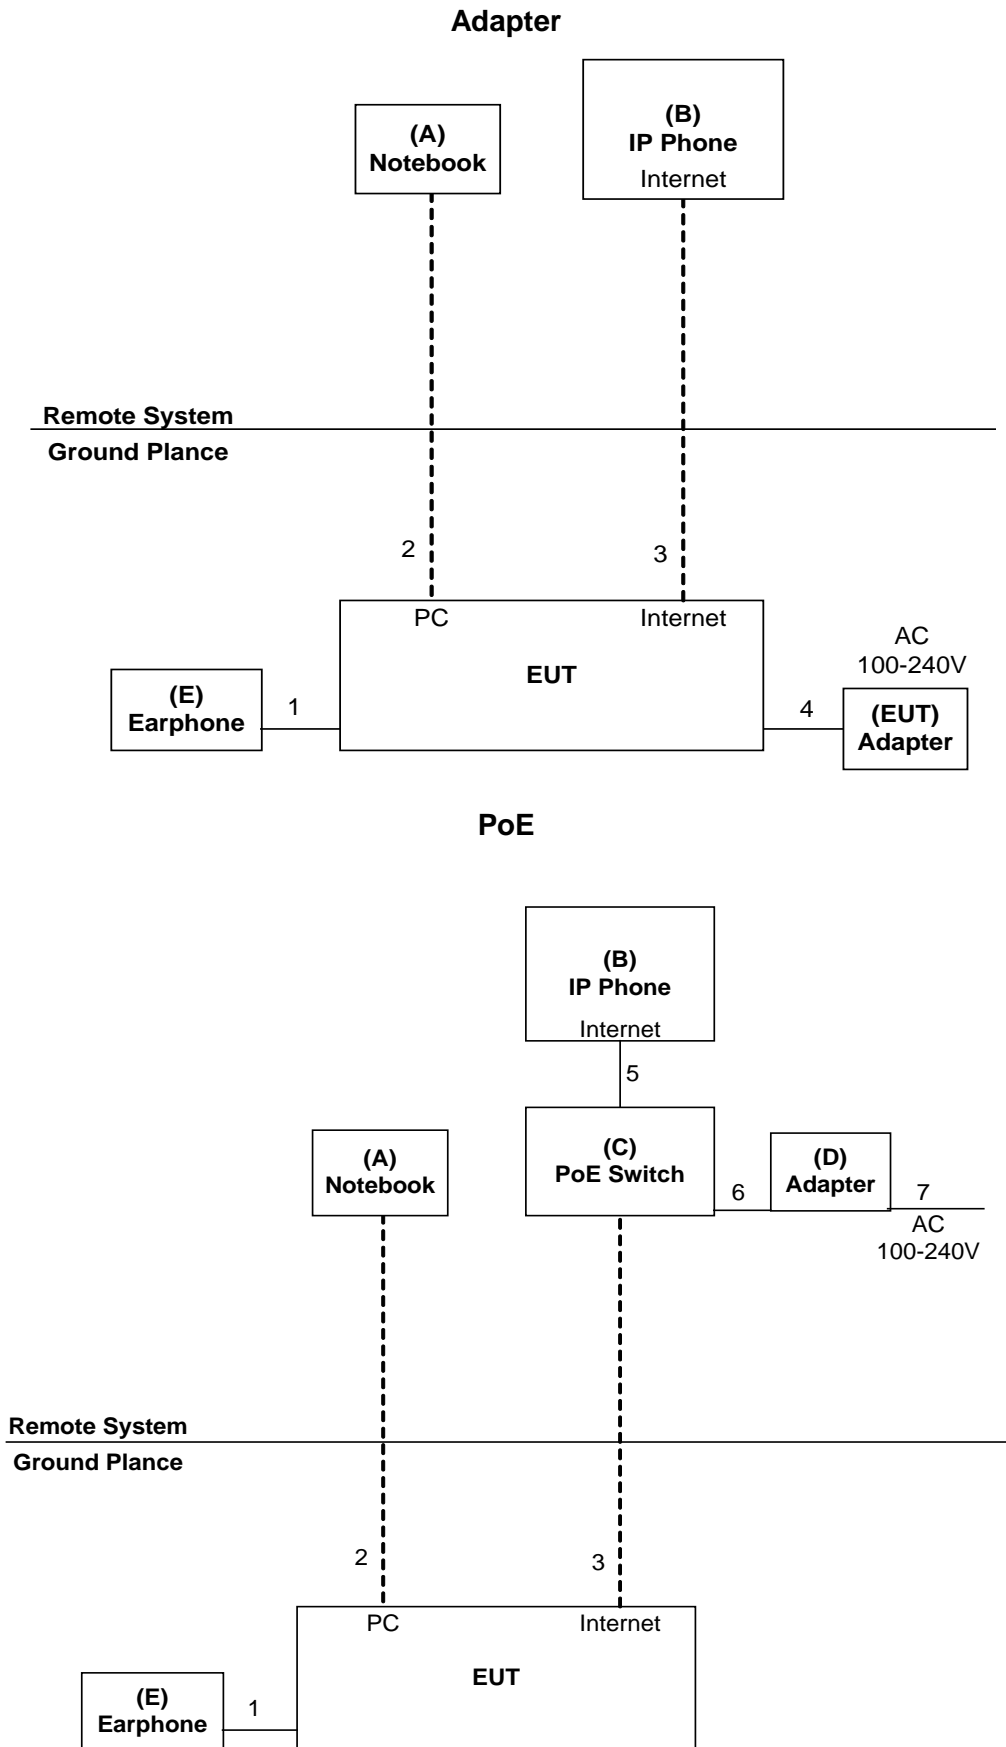 Adapter
(A)
Notebook
(B)
IP Phone
Internet
Remote System
Ground Plance
2
3
PC
Internet
EUT
AC
100-240V
(E)
Earphone
1
4
(EUT)
Adapter
PoE
(B)
IP Phone
Internet
5
(A)
Notebook
(C)
PoE Switch
6
(D)
Adapter
7
AC
100-240V
Remote System
Ground Plance
2
3
PC
Internet
EUT
(E)
Earphone
1